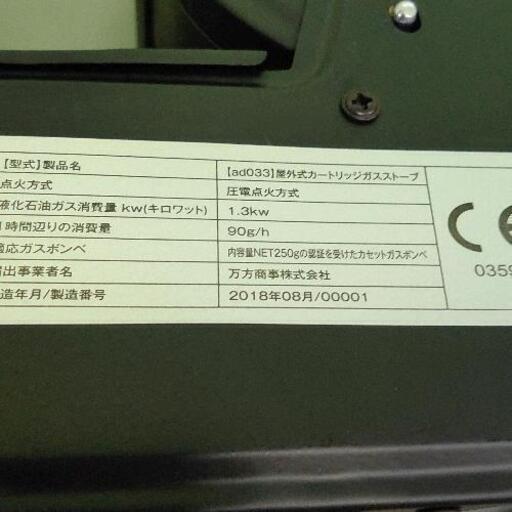 【型式】製品名 【ad033】屋外式カートリッジガスストーブ
点火方式 圧電点火方式
液化石油ガス消費量 kw(キロワット) 1.3kw
1時間辺りの消費量 90g/h
適応ガスボンベ 内容量NET250gの認証を受けたカセットガスボンベ
届出事業者名 万方商事株式会社
造年月/製造番号 2018年08月/00001
CE
0359